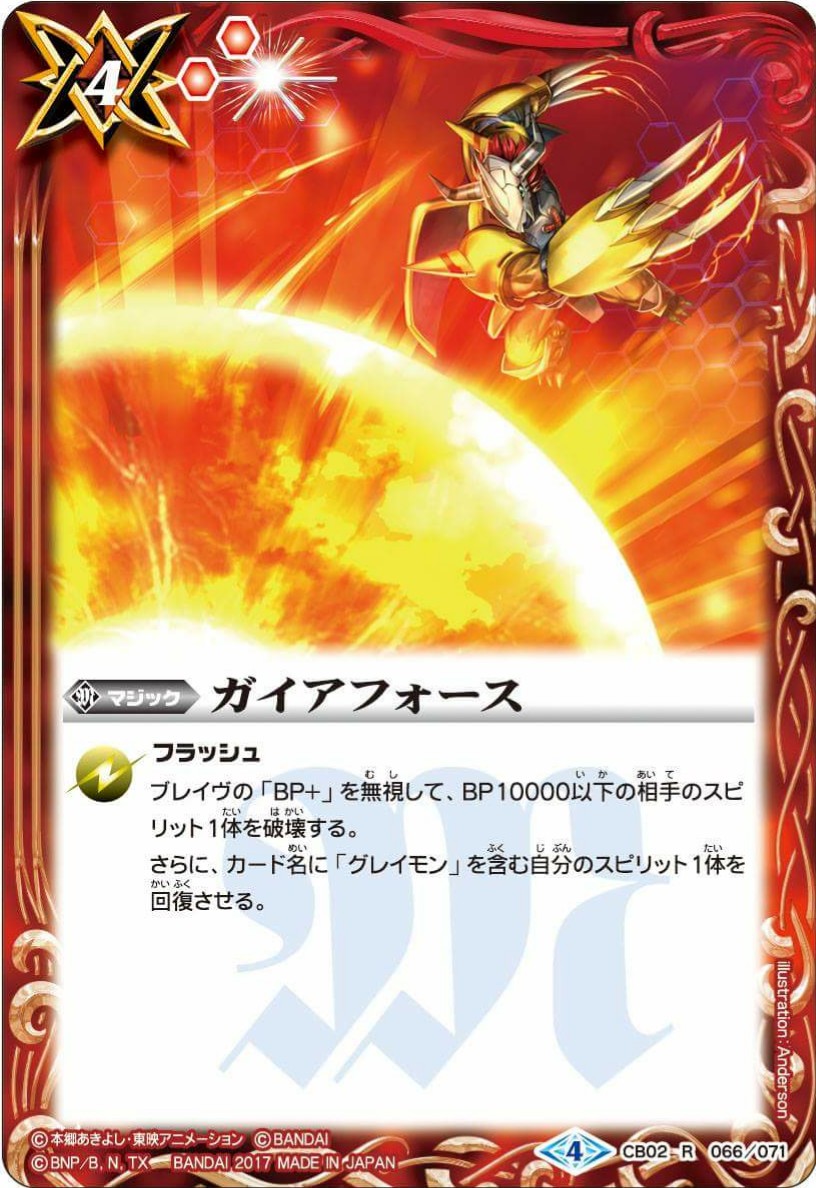 4
マジック ガイアフォース
フラッシュ
ブレイヴの「BP+」を無視して、BP10000以下の相手のスピ
リット1体を破壊する。
さらに、カード名に「グレイモン」を含む自分のスピリット1体を
回復させる。
illustration:Anderson
©本郷あきよし・東映アニメーション ©BANDAI
©BNP/B, N, TX BANDAI 2017 MADE IN JAPAN
4 CB02 R 066/071